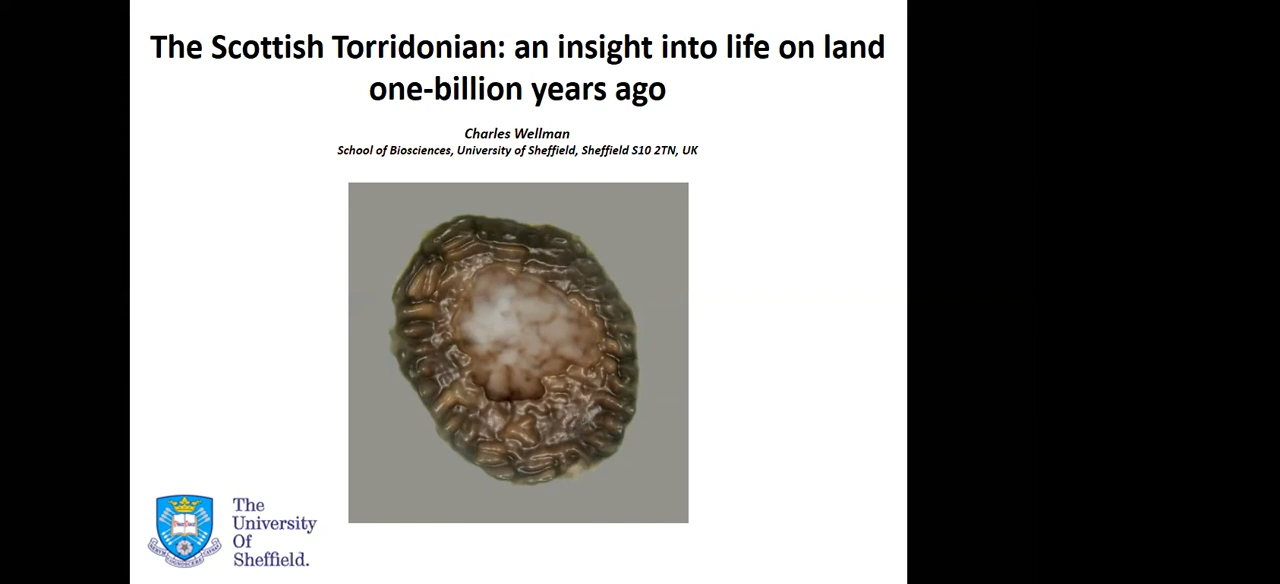 The Scottish Torridonian: an insight into life on land
one-billion years ago
Charles Wellman
School of Biosciences, University of Sheffield, Sheffield S10 2TN, UK
The
University
Of
Sheffield.